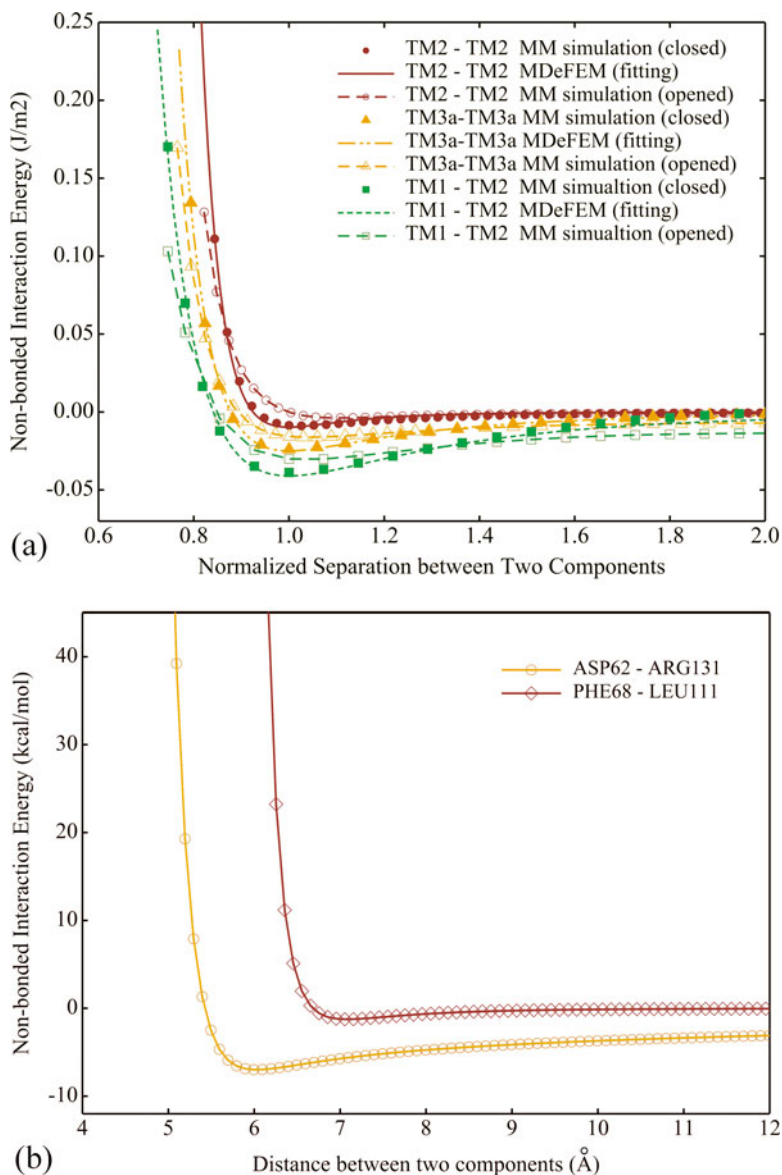 0.25
0.20
0.15
0.10
0.05
0.00
-0.05
Non-bonded Interaction Energy (J/m2)
TM2 - TM2 MM simulation (closed)
TM2 - TM2 MDeFEM (fitting)
TM2 - TM2 MM simulation (opened)
TM3a-TM3a MM simulation (closed)
TM3a-TM3a MDeFEM (fitting)
TM3a-TM3a MM simulation (opened)
TM1 - TM2 MM simualtion (closed)
TM1 - TM2 MDeFEM (fitting)
TM1 - TM2 MM simualtion (opened)
0.6 0.8 1.0 1.2 1.4 1.6 1.8 2.0
(a)
Normalized Separation between Two Components
40
30
20
10
0
-10
Non-bonded Interaction Energy (kcal/mol)
ASP62 - ARG131
PHE68 - LEU111
4 5 6 7 8 9 10 11 12
(b)
Distance between two components (Å)